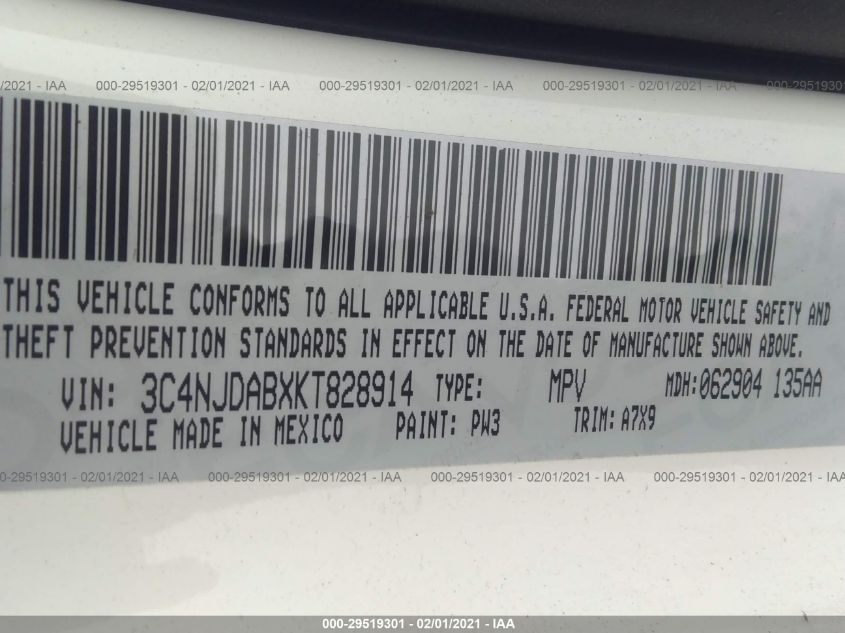 /2021 - IAA 000-29519301 - 02/01/2021 - IAA 000-29519301 - 02/01/2021 - IAA 000-29519301 - 02/01/2021 - IAA 000-29519301
THIS VEHICLE CONFORMS TO ALL APPLICABLE U.S.A. FEDERAL MOTOR VEHICLE SAFETY AND
THEFT PREVENTION STANDARDS IN EFFECT ON THE DATE OF MANUFACTURE SHOWN ABOVE.
VIN: 3C4NJDABXKT828914 TYPE: MPV MDH:062904 135AA
VEHICLE MADE IN MEXICO PAINT: PW3 TRIM: A7X9
000-29519301 - 02/01/2021 - IAA 000-29519301 - 02/01/2021 - IAA 000-29519301 - 02/01/2021 - IAA 000-29519301 - 02/01/2021 - IAA
000-29519301 - 02/01/2021 - IAA